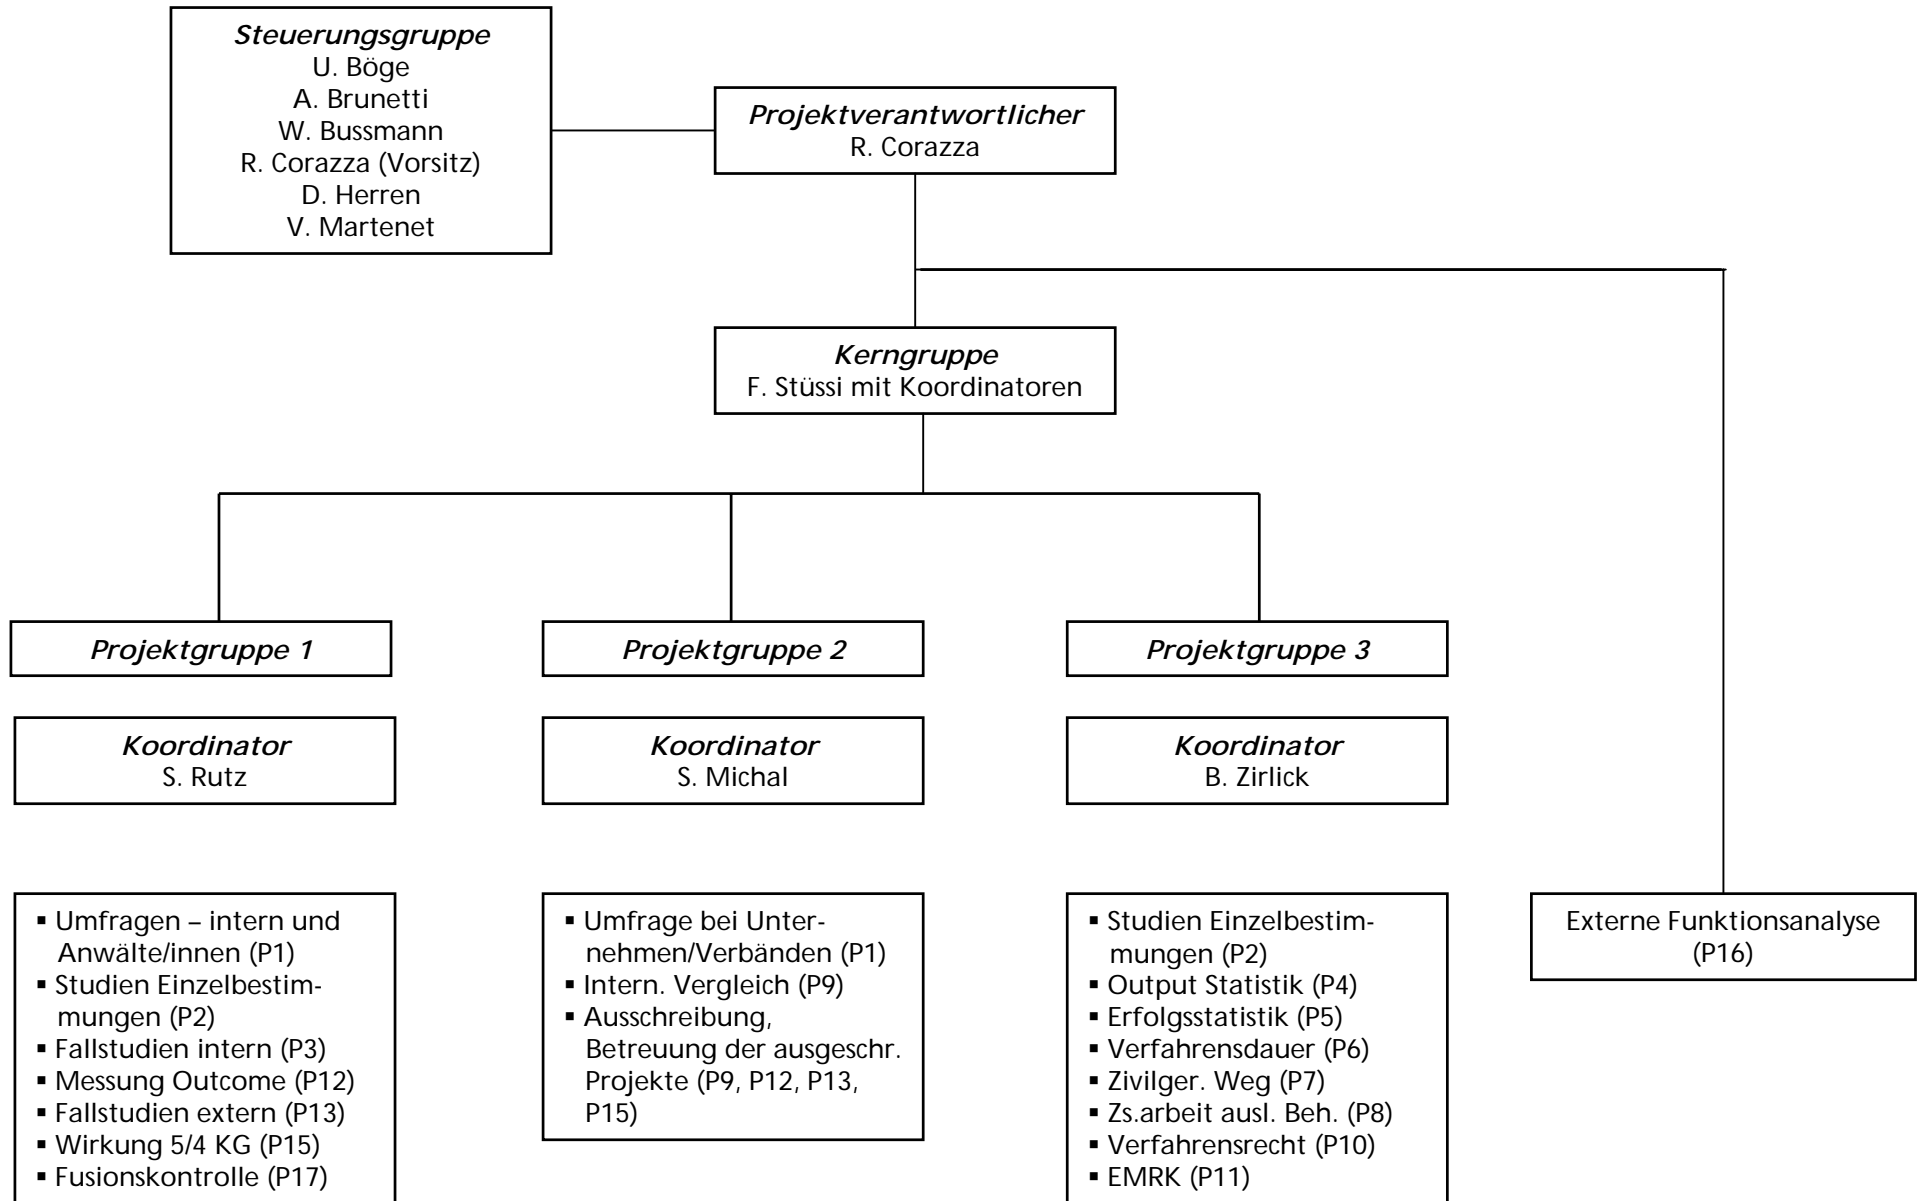 Steuerungsgruppe
U. Böge
A. Brunetti
W. Bussmann
R. Corazza (Vorsitz)
D. Herren
V. Martenet
Projektverantwortlicher
R. Corazza
Kerngruppe
F. Stüssi mit Koordinatoren
Projektgruppe 1
Koordinator
S. Rutz
▪ Umfragen – intern und
Anwälte/innen (P1)
▪ Studien Einzelbestim-
mungen (P2)
▪ Fallstudien intern (P3)
▪ Messung Outcome (P12)
▪ Fallstudien extern (P13)
▪ Wirkung 5/4 KG (P15)
▪ Fusionskontrolle (P17)
Projektgruppe 2
Koordinator
S. Michal
▪ Umfrage bei Unter-
nehmen/Verbänden (P1)
▪ Intern. Vergleich (P9)
▪ Ausschreibung,
Betreuung der ausgeschr.
Projekte (P9, P12, P13,
P15)
Projektgruppe 3
Koordinator
B. Zirlick
▪ Studien Einzelbestim-
mungen (P2)
▪ Output Statistik (P4)
▪ Erfolgsstatistik (P5)
▪ Verfahrensdauer (P6)
▪ Zivilger. Weg (P7)
▪ Zs.arbeit ausl. Beh. (P8)
▪ Verfahrensrecht (P10)
▪ EMRK (P11)
Externe Funktionsanalyse
(P16)